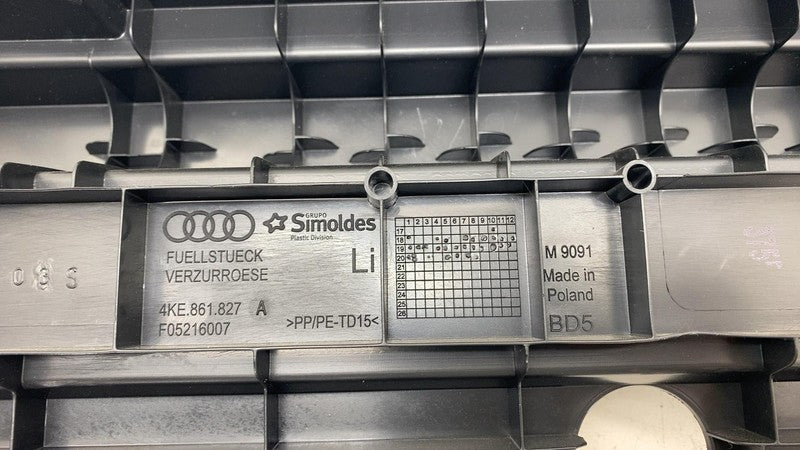 GRUPO
Simoldes
Plastic Division
FUELLSTUECK
VERZURROESE
Li
4KE.861.827 A
F05216007
>PP/PE-TD15<
1 2 3 4 5 6 7 8 9 10 11 12
17
18
19
20
21
22
23
24
25
26
M 9091
Made in
Poland
BD5